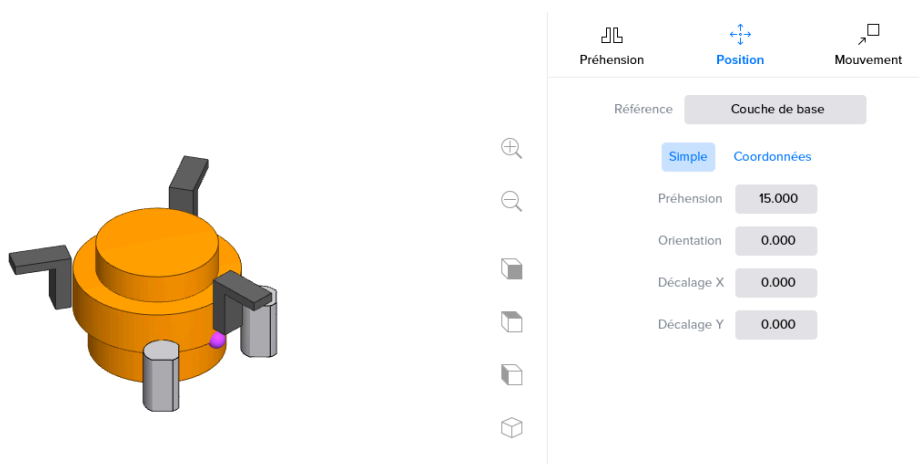 Préhension Position Mouvement
Référence Couche de base
Simple Coordonnées
Préhension 15.000
Orientation 0.000
Décalage X 0.000
Décalage Y 0.000